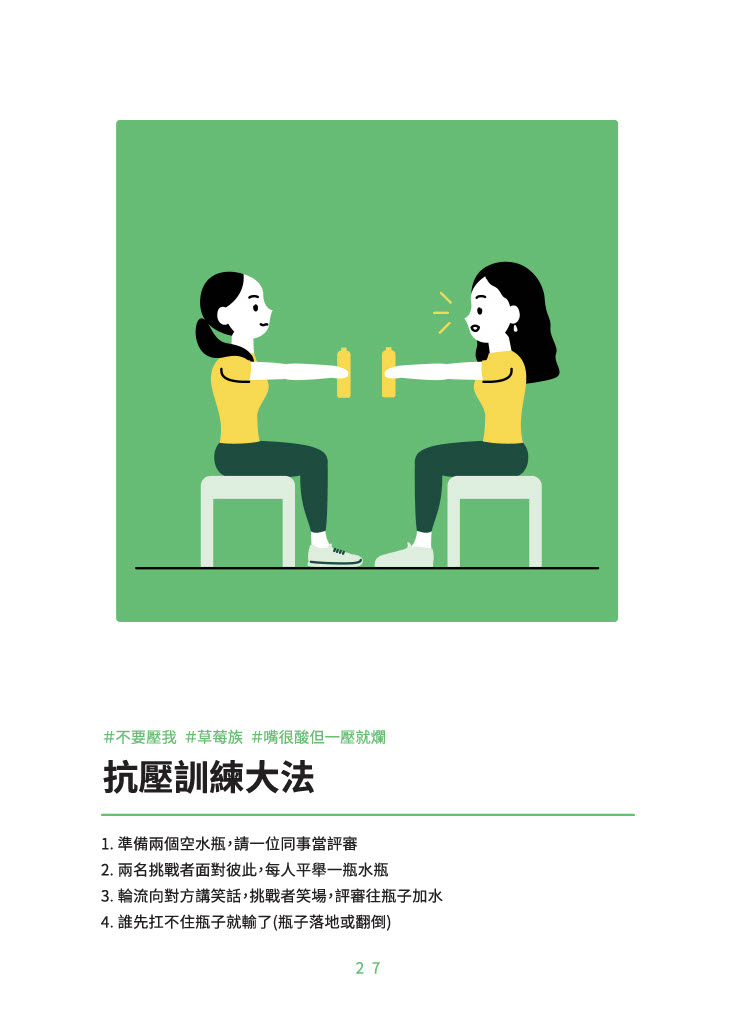 #不要壓我 #草莓族 #嘴很酸但一壓就爛
抗壓訓練大法
1. 準備兩個空水瓶，請一位同事當評審
2. 兩名挑戰者面對彼此，每人平舉一瓶水瓶
3. 輪流向對方講笑話，挑戰者笑場，評審往瓶子加水
4. 誰先扛不住瓶子就輸了(瓶子落地或翻倒)
2 7